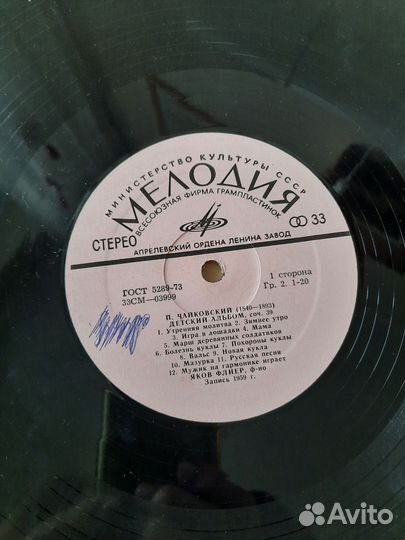 МИНИСТЕРСТВО КУЛЬТУРЫ СССР
МЕЛОДИЯ
ВСЕСОЮЗНАЯ ФИРМА ГРАМПЛАСТИНОК
СТЕРЕО
33
АПРЕЛЕВСКИЙ ОРДЕНА ЛЕНИНА ЗАВОД
ГОСТ 5289-73
33СМ—03999
1 сторона
Гр. 2. 1-20
П. ЧАЙКОВСКИЙ (1840—1893)
ДЕТСКИЙ АЛЬБОМ, соч. 39
1. Утренняя молитва 2. Зимнее утро
3. Игра в лошадки 4. Мама
5. Марш деревянных солдатиков
6. Болезнь куклы 7. Похороны куклы
8. Вальс 9. Новая кукла
10. Мазурка 11. Русская песня
12. Мужик на гармонике играет
ЯКОВ ФЛИЕР, ф-но
Запись 1959 г.
Avito